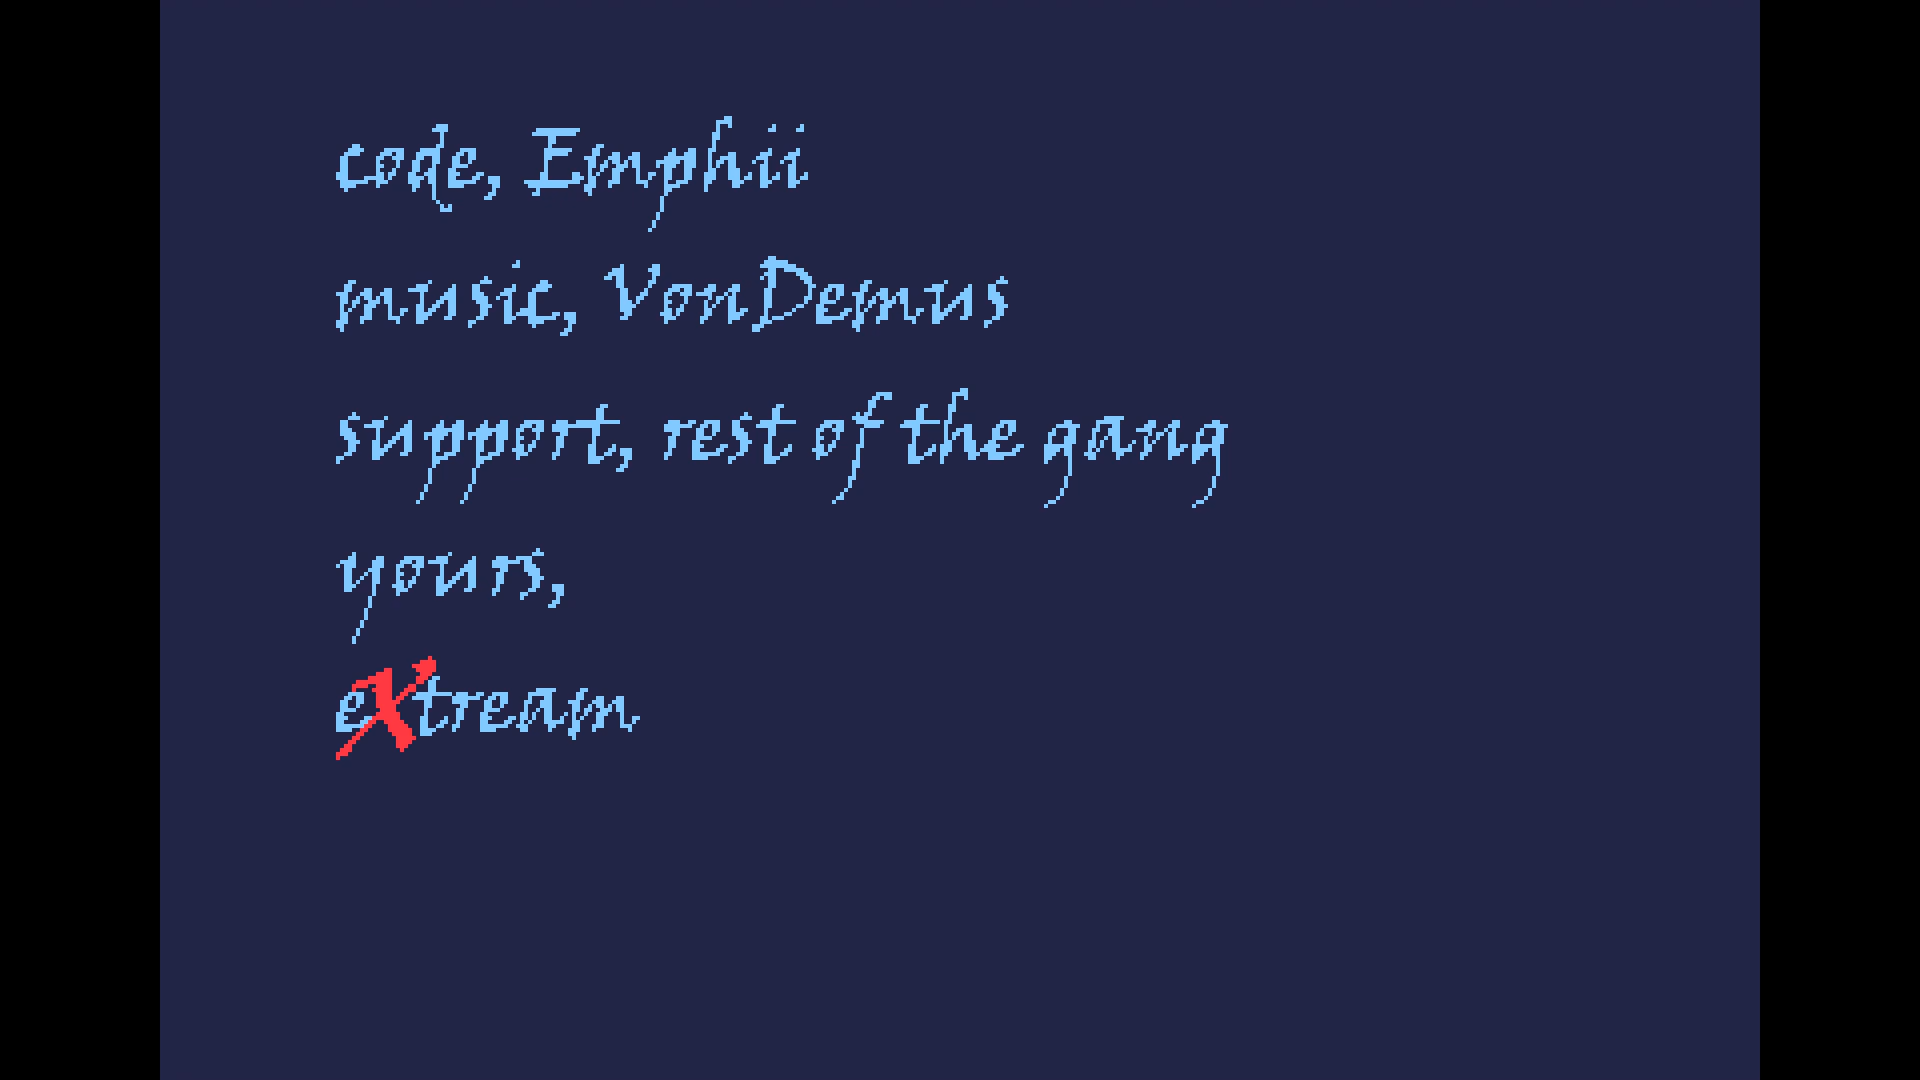 code, Emphii
music, VonDemus
support, rest of the gang
yours,
eXtream